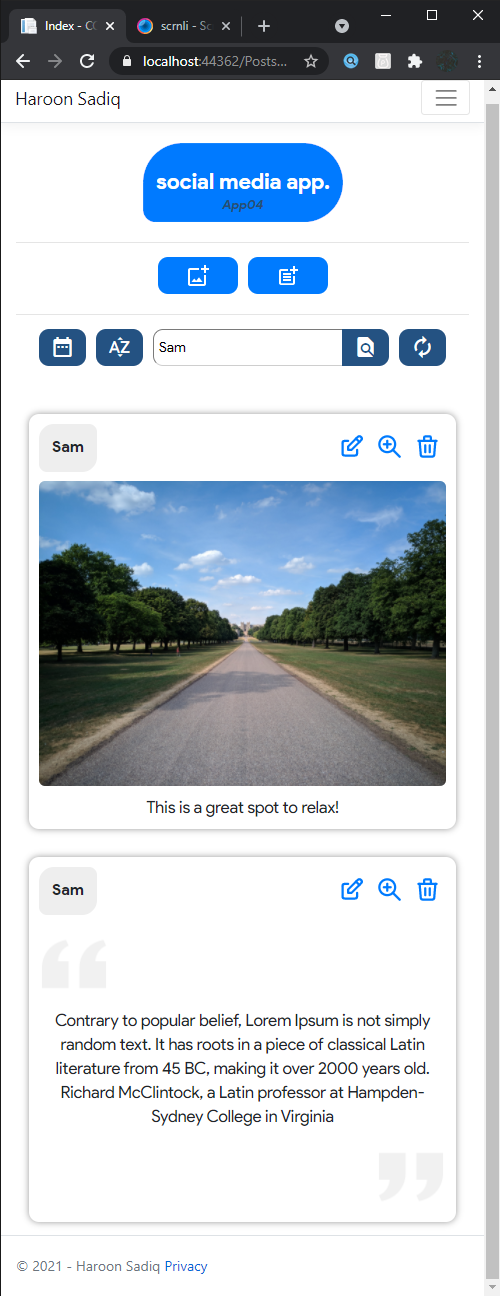 Index - CO
scrnli - Sc
localhost:44362/Posts...
Haroon Sadiq
social media app.
App04
AZ
Sam
Sam
This is a great spot to relax!
Sam
Contrary to popular belief, Lorem Ipsum is not simply
random text. It has roots in a piece of classical Latin
literature from 45 BC, making it over 2000 years old.
Richard McClintock, a Latin professor at Hampden-
Sydney College in Virginia
© 2021 - Haroon Sadiq Privacy